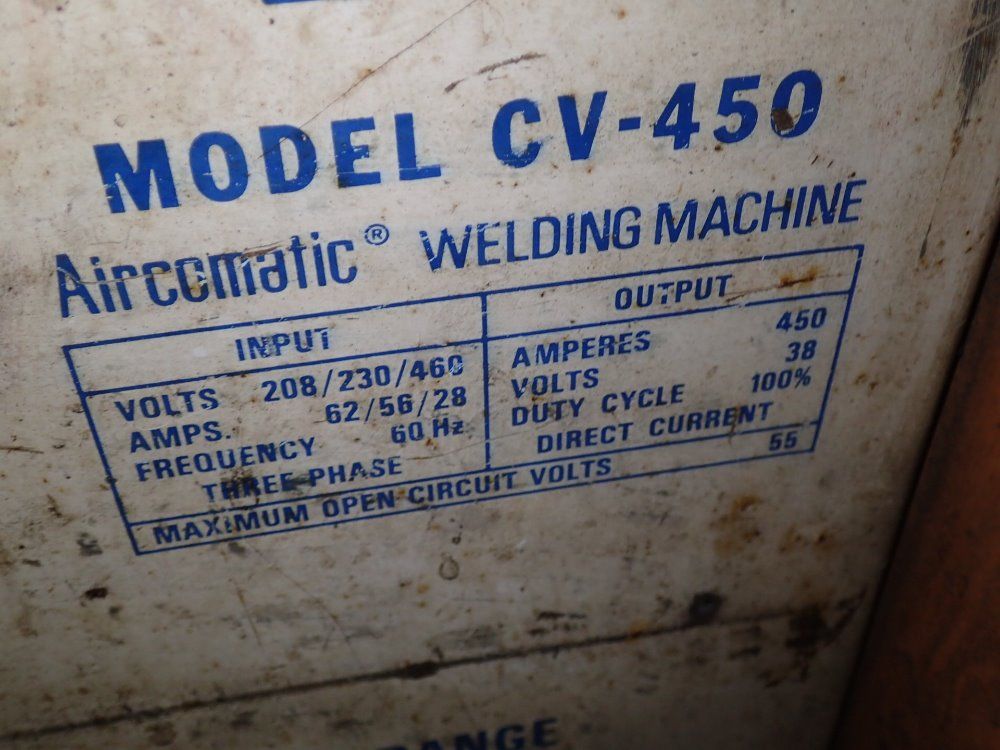 MODEL CV-450
Aircomatic® WELDING MACHINE
INPUT
VOLTS 208/230/460
AMPS. 62/56/28
FREQUENCY 60 Hz
THREE PHASE
OUTPUT
AMPERES 450
VOLTS 38
DUTY CYCLE 100%
DIRECT CURRENT
MAXIMUM OPEN CIRCUIT VOLTS 55